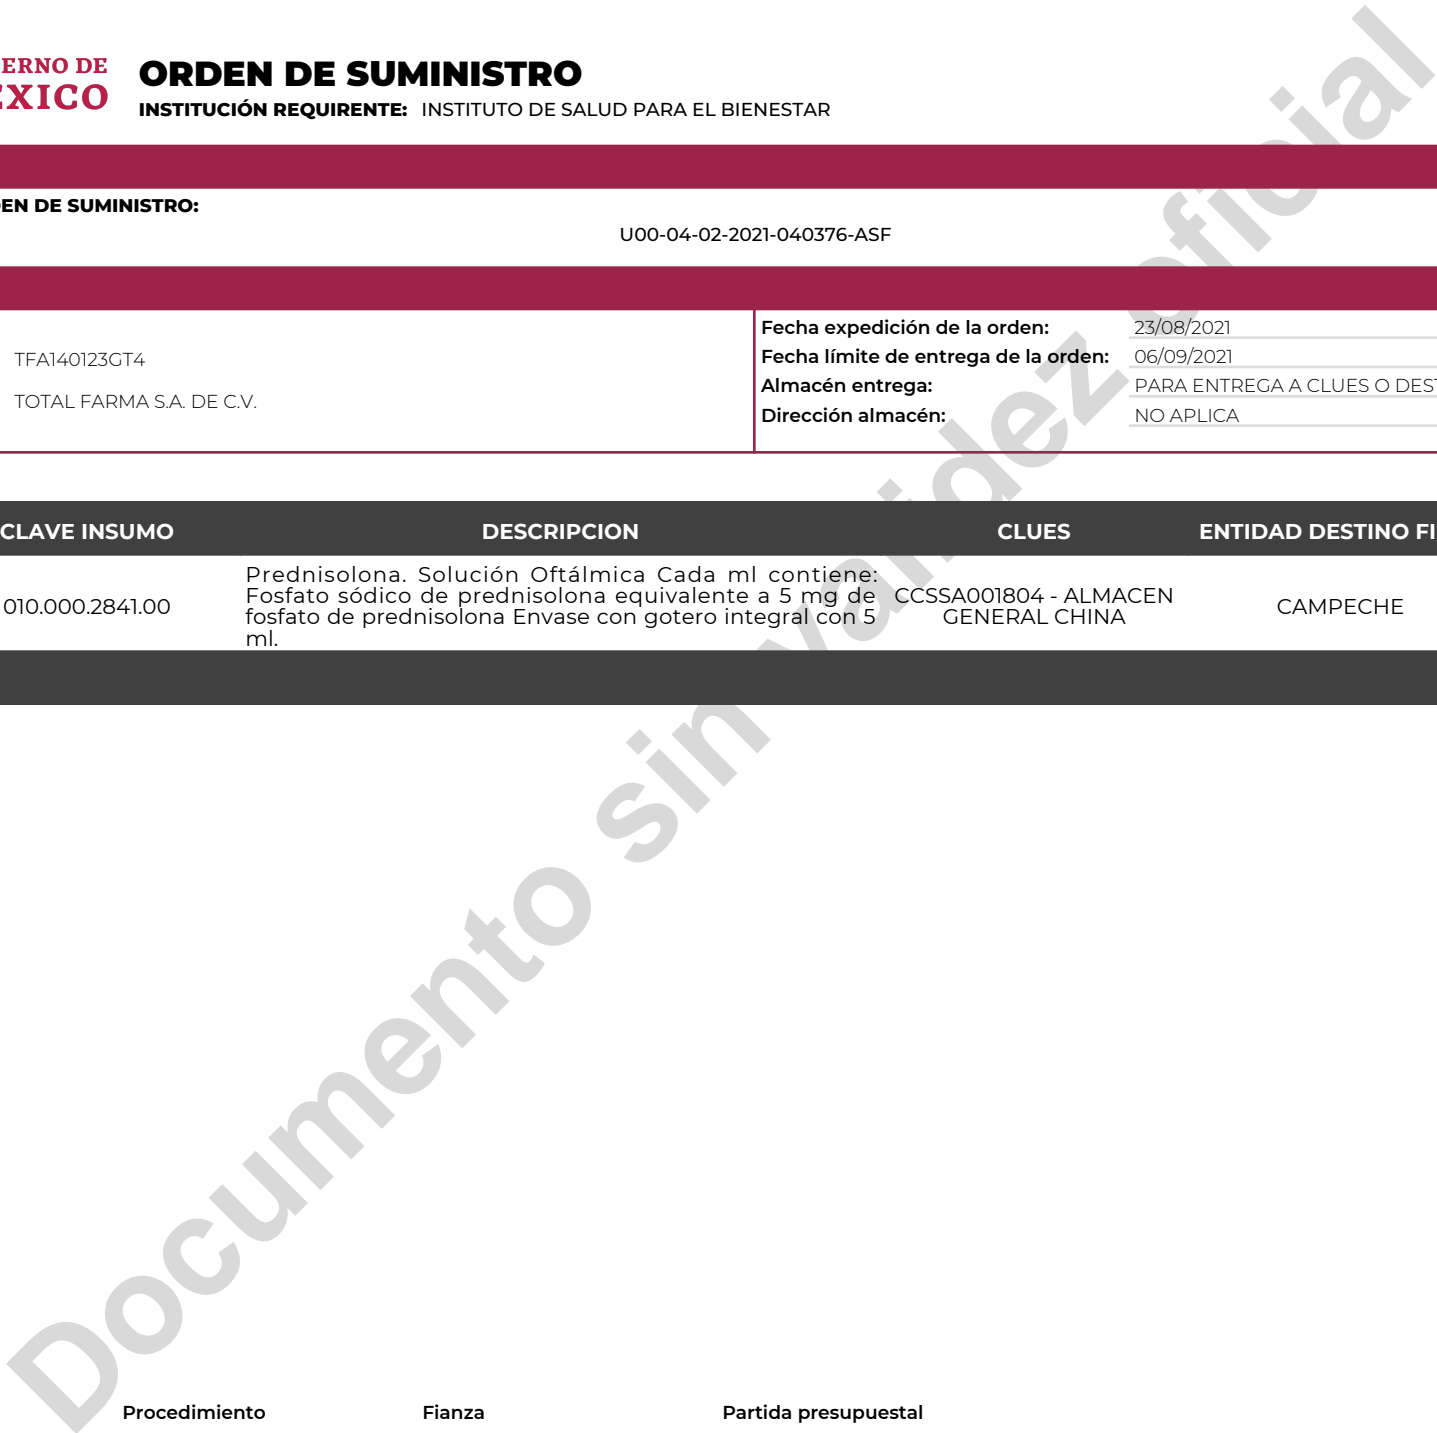 ERNO DE
EXICO
ORDEN DE SUMINISTRO
INSTITUCIÓN REQUIRENTE: INSTITUTO DE SALUD PARA EL BIENESTAR
EN DE SUMINISTRO:
U00-04-02-2021-040376-ASF
TFA140123GT4
TOTAL FARMA S.A. DE C.V.
Fecha expedición de la orden: 23/08/2021
Fecha límite de entrega de la orden: 06/09/2021
Almacén entrega: PARA ENTREGA A CLUES O DEST
Dirección almacén: NO APLICA
CLAVE INSUMO DESCRIPCION CLUES ENTIDAD DESTINO FI
010.000.2841.00
Prednisolona. Solución Oftálmica Cada ml contiene:
Fosfato sódico de prednisolona equivalente a 5 mg de
fosfato de prednisolona Envase con gotero integral con 5
ml.
CCSSA001804 - ALMACEN
GENERAL CHINA
CAMPECHE
Documento sin validez oficial
Procedimiento Fianza Partida presupuestal